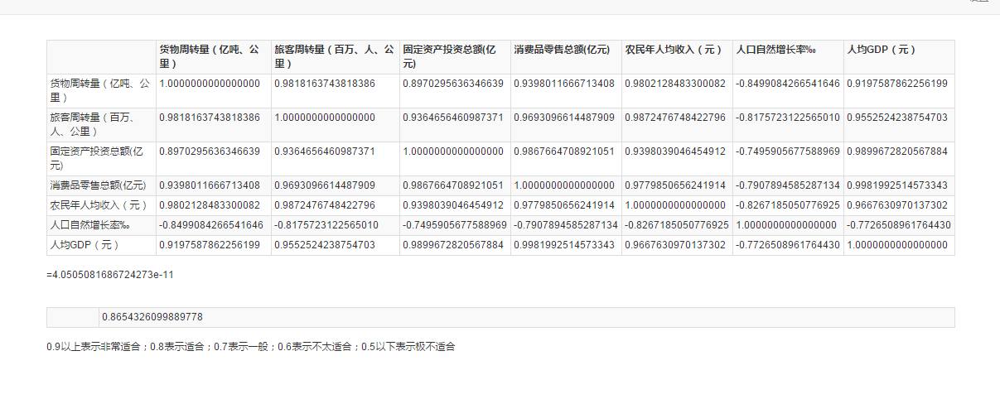 货物周转量（亿吨、公里） 旅客周转量（百万、人、公里） 固定资产投资总额(亿元) 消费品零售总额(亿元) 农民年人均收入（元） 人口自然增长率‰ 人均GDP（元）
货物周转量（亿吨、公里） 1.0000000000000000 0.9818163743818386 0.8970295636346639 0.9398011666713408 0.9802128483300082 -0.8499084266541646 0.9197587862256199
旅客周转量（百万、人、公里） 0.9818163743818386 1.0000000000000000 0.9364656460987371 0.9693096614487909 0.9872476748422796 -0.8175723122565010 0.9552524238754703
固定资产投资总额(亿元) 0.8970295636346639 0.9364656460987371 1.0000000000000000 0.9867664708921051 0.9398039046454912 -0.7495905677588969 0.9899672820567884
消费品零售总额(亿元) 0.9398011666713408 0.9693096614487909 0.9867664708921051 1.0000000000000000 0.9779850656241914 -0.7907894585287134 0.9981992514573343
农民年人均收入（元） 0.9802128483300082 0.9872476748422796 0.9398039046454912 0.9779850656241914 1.0000000000000000 -0.8267185050776925 0.9667630970137302
人口自然增长率‰ -0.8499084266541646 -0.8175723122565010 -0.7495905677588969 -0.7907894585287134 -0.8267185050776925 1.0000000000000000 -0.7726508961764430
人均GDP（元） 0.9197587862256199 0.9552524238754703 0.9899672820567884 0.9981992514573343 0.9667630970137302 -0.7726508961764430 1.0000000000000000
=4.0505081686724273e-11
0.8654326099889778
0.9以上表示非常适合；0.8表示适合；0.7表示一般；0.6表示不太适合；0.5以下表示极不适合